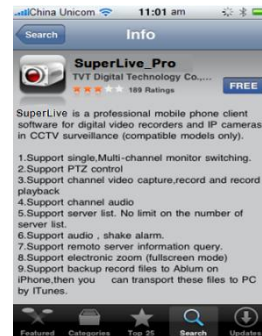 China Unicom 11:01 am
Search Info
SuperLive_Pro
TVT Digital Technology Co.,...
189 Ratings
FREE
SuperLive is a professional mobile phone client
software for digital video recorders and IP cameras
in CCTV surveillance (compatible models only).
1.Support single,Multi-channel monitor switching.
2.Support PTZ control
3.Support channel video capture,record and record
playback
4.Support channel audio
5.Support server list. No limit on the number of
server list.
6.Support audio , shake alarm.
7.Support remoto server information query.
8.Support electronic zoom (fullscreen mode)
9.Support backup record files to Ablum on
iPhone,then you can transport these files to PC
by ITunes.
Featured Categories Top 25 Search Updates